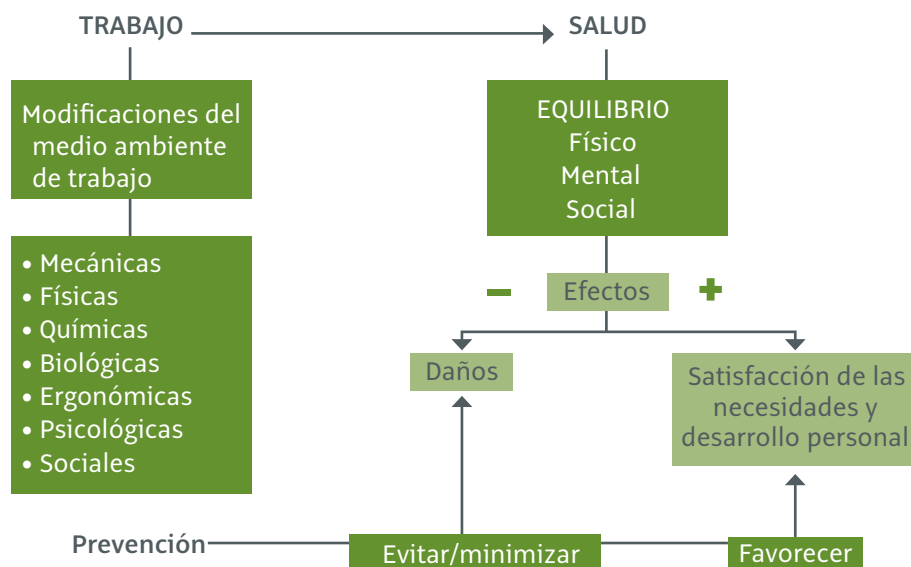 TRABAJO
SALUD
Modificaciones del
medio ambiente
de trabajo
EQUILIBRIO
Físico
Mental
Social
• Mecánicas
• Físicas
• Químicas
• Biológicas
• Ergonómicas
• Psicológicas
• Sociales
– Efectos +
Daños
Satisfacción de las
necesidades y
desarrollo personal
Prevención
Evitar/minimizar
Favorecer